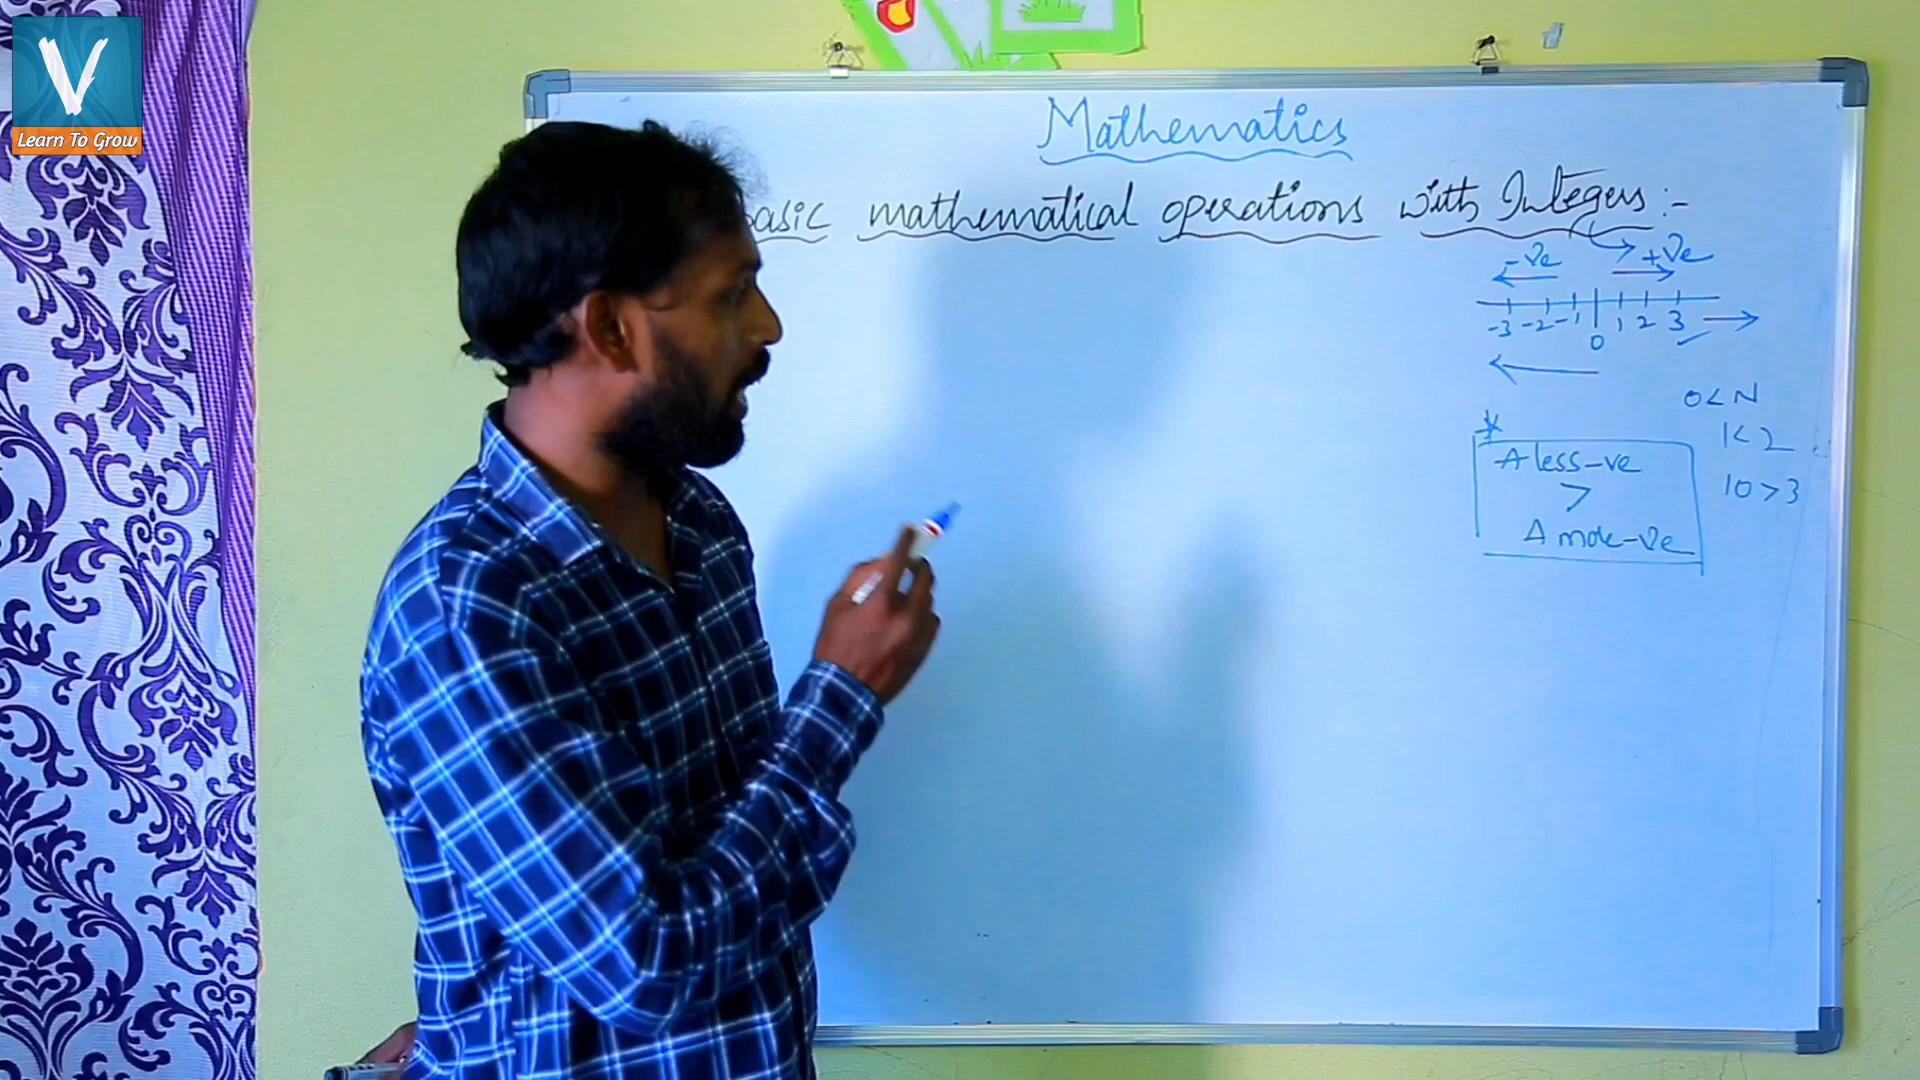 V
Learn To Grow
Mathematics
basic mathematical operations with Integers :-
-Ve +Ve
-3 -2 -1 0 1 2 3
0 < N
1 < 2
10 > 3
*
A less -ve
>
A more -ve